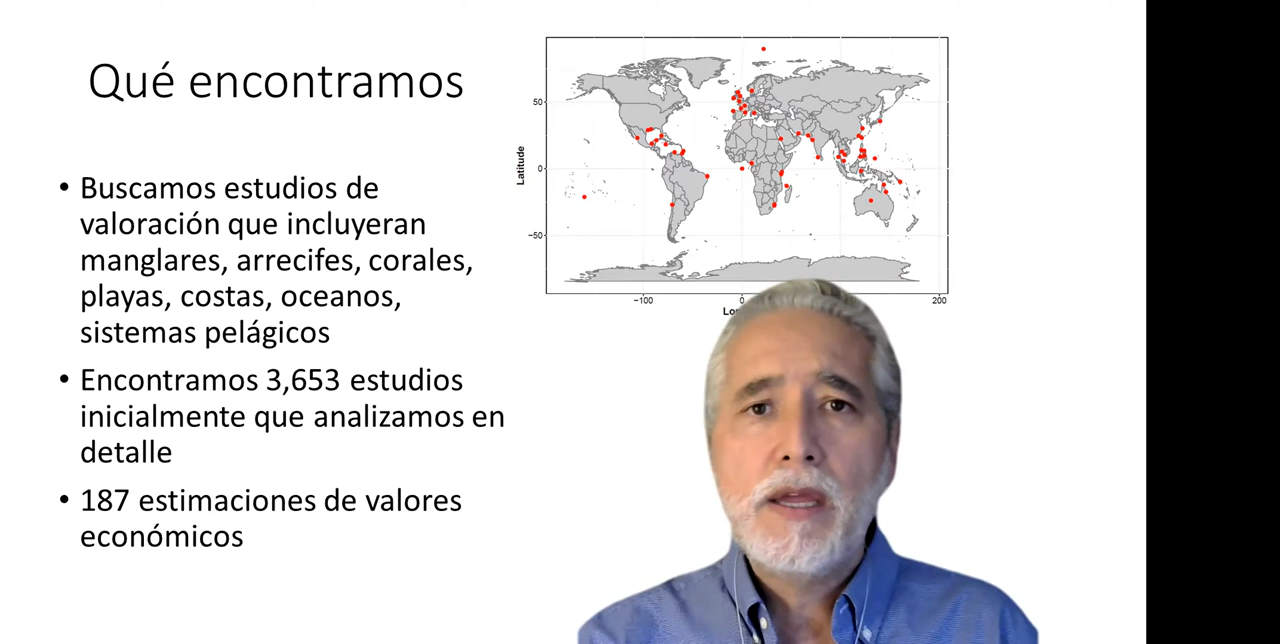 Qué encontramos
• Buscamos estudios de
valoración que incluyeran
manglares, arrecifes, corales,
playas, costas, oceanos,
sistemas pelágicos
• Encontramos 3,653 estudios
inicialmente que analizamos en
detalle
• 187 estimaciones de valores
económicos
Latitude
50
0
−50
−100
0
200